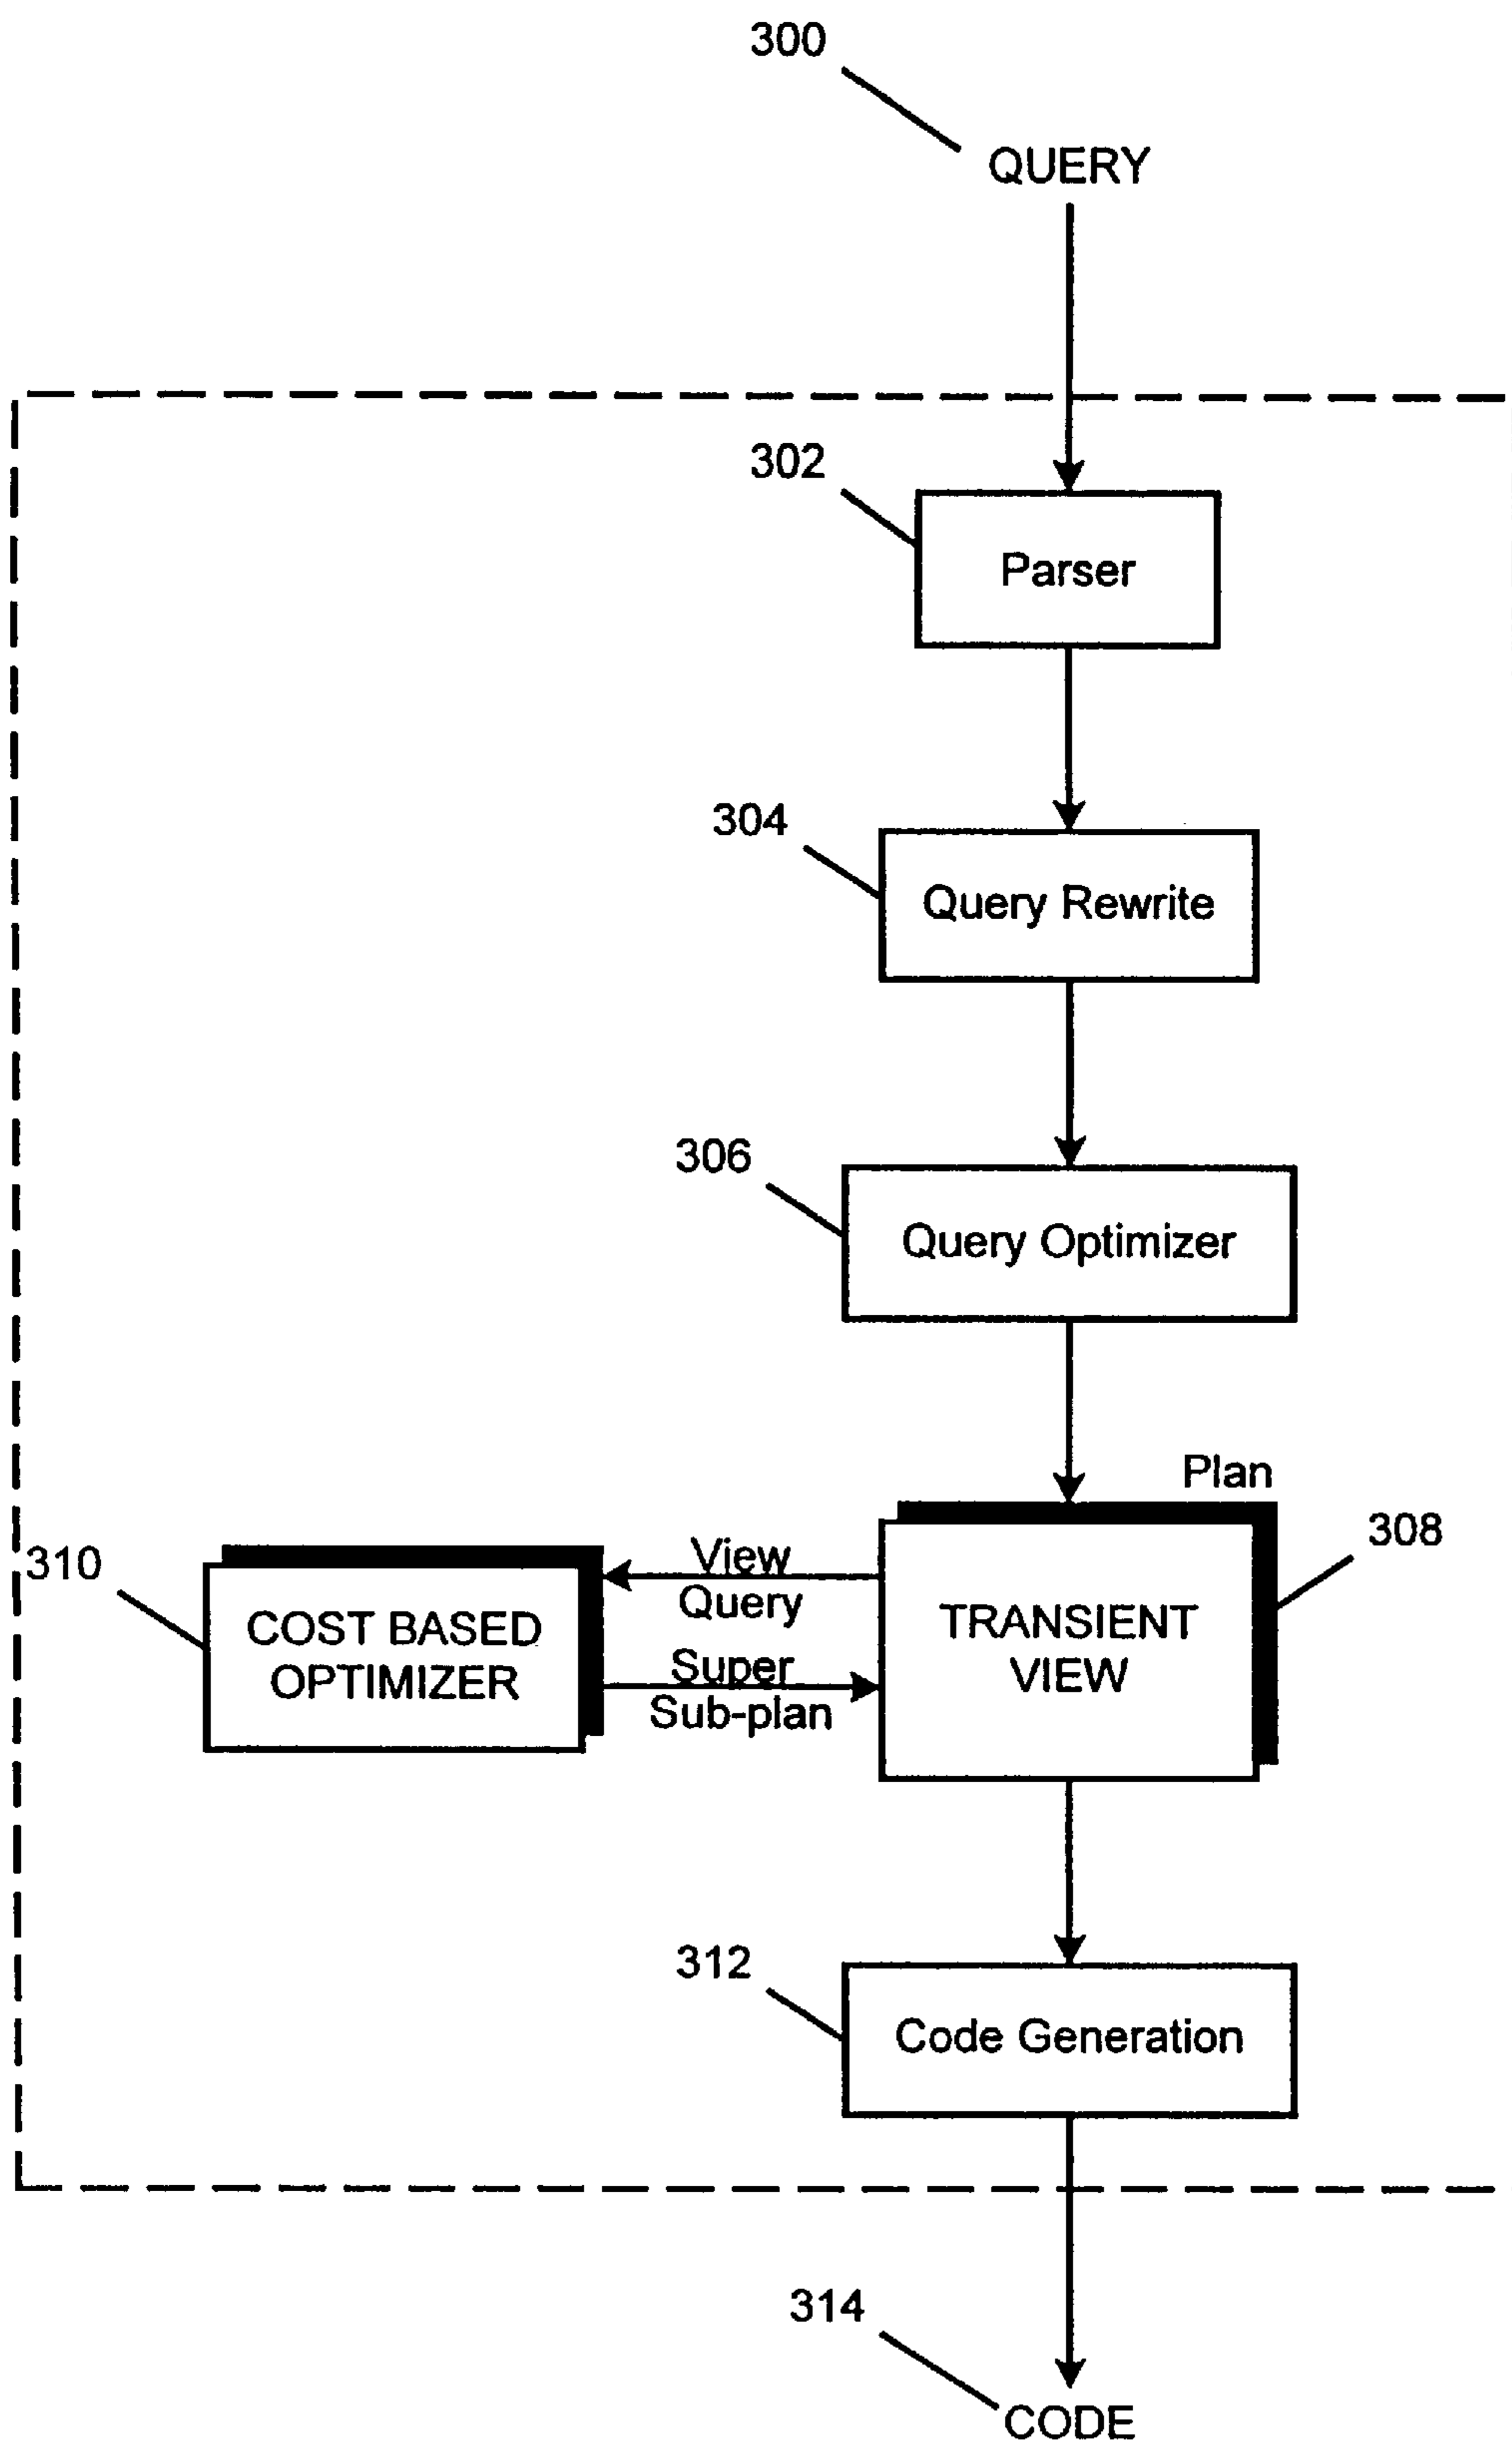 300
QUERY
302
Parser
304
Query Rewrite
306
Query Optimizer
Plan
308
310
View
Query
COST BASED
OPTIMIZER
Super
Sub-plan
TRANSIENT
VIEW
312
Code Generation
314
CODE